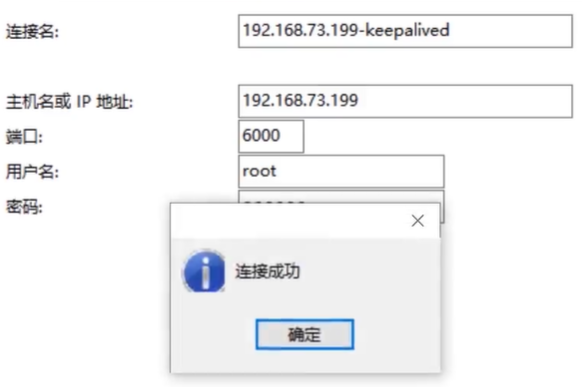 连接名: 192.168.73.199-keepalived
主机名或 IP 地址: 192.168.73.199
端口: 6000
用户名: root
密码:
连接成功
确定